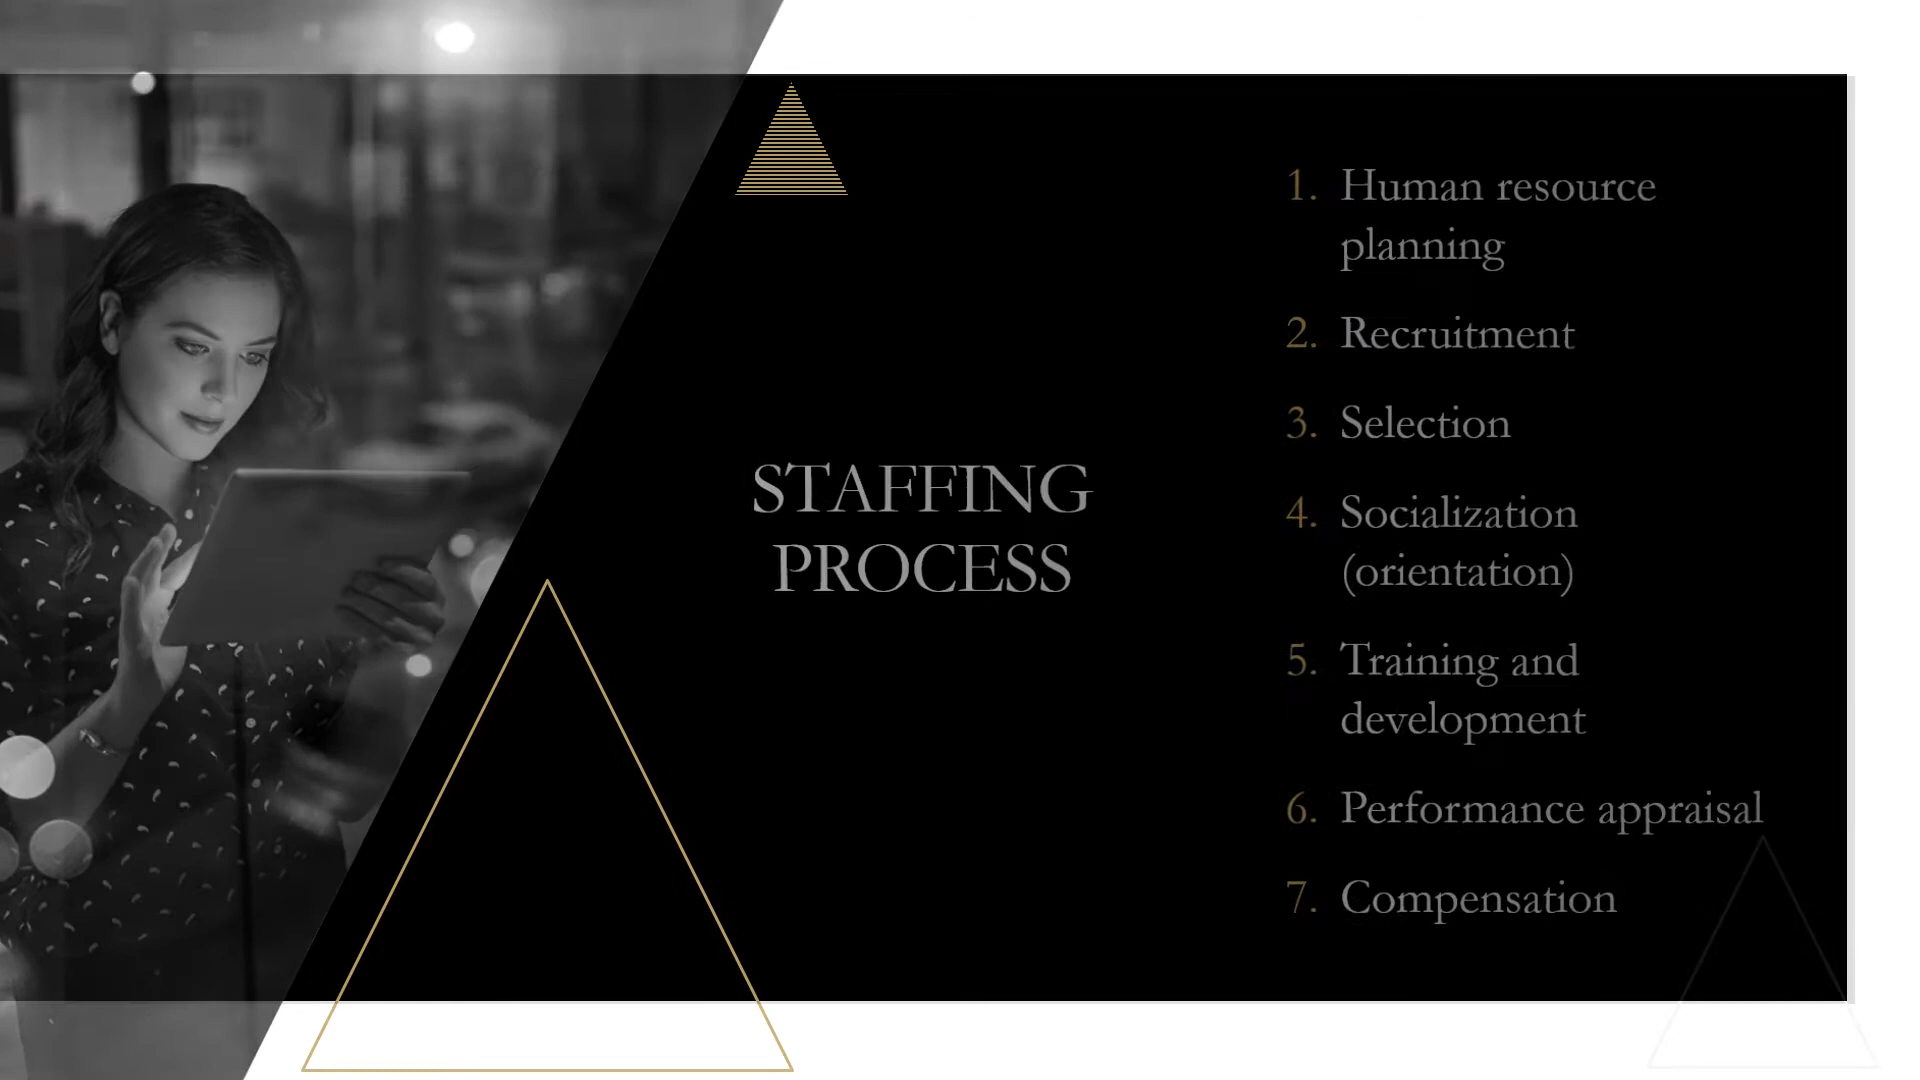 STAFFING
PROCESS
1. Human resource
planning
2. Recruitment
3. Selection
4. Socialization
(orientation)
5. Training and
development
6. Performance appraisal
7. Compensation